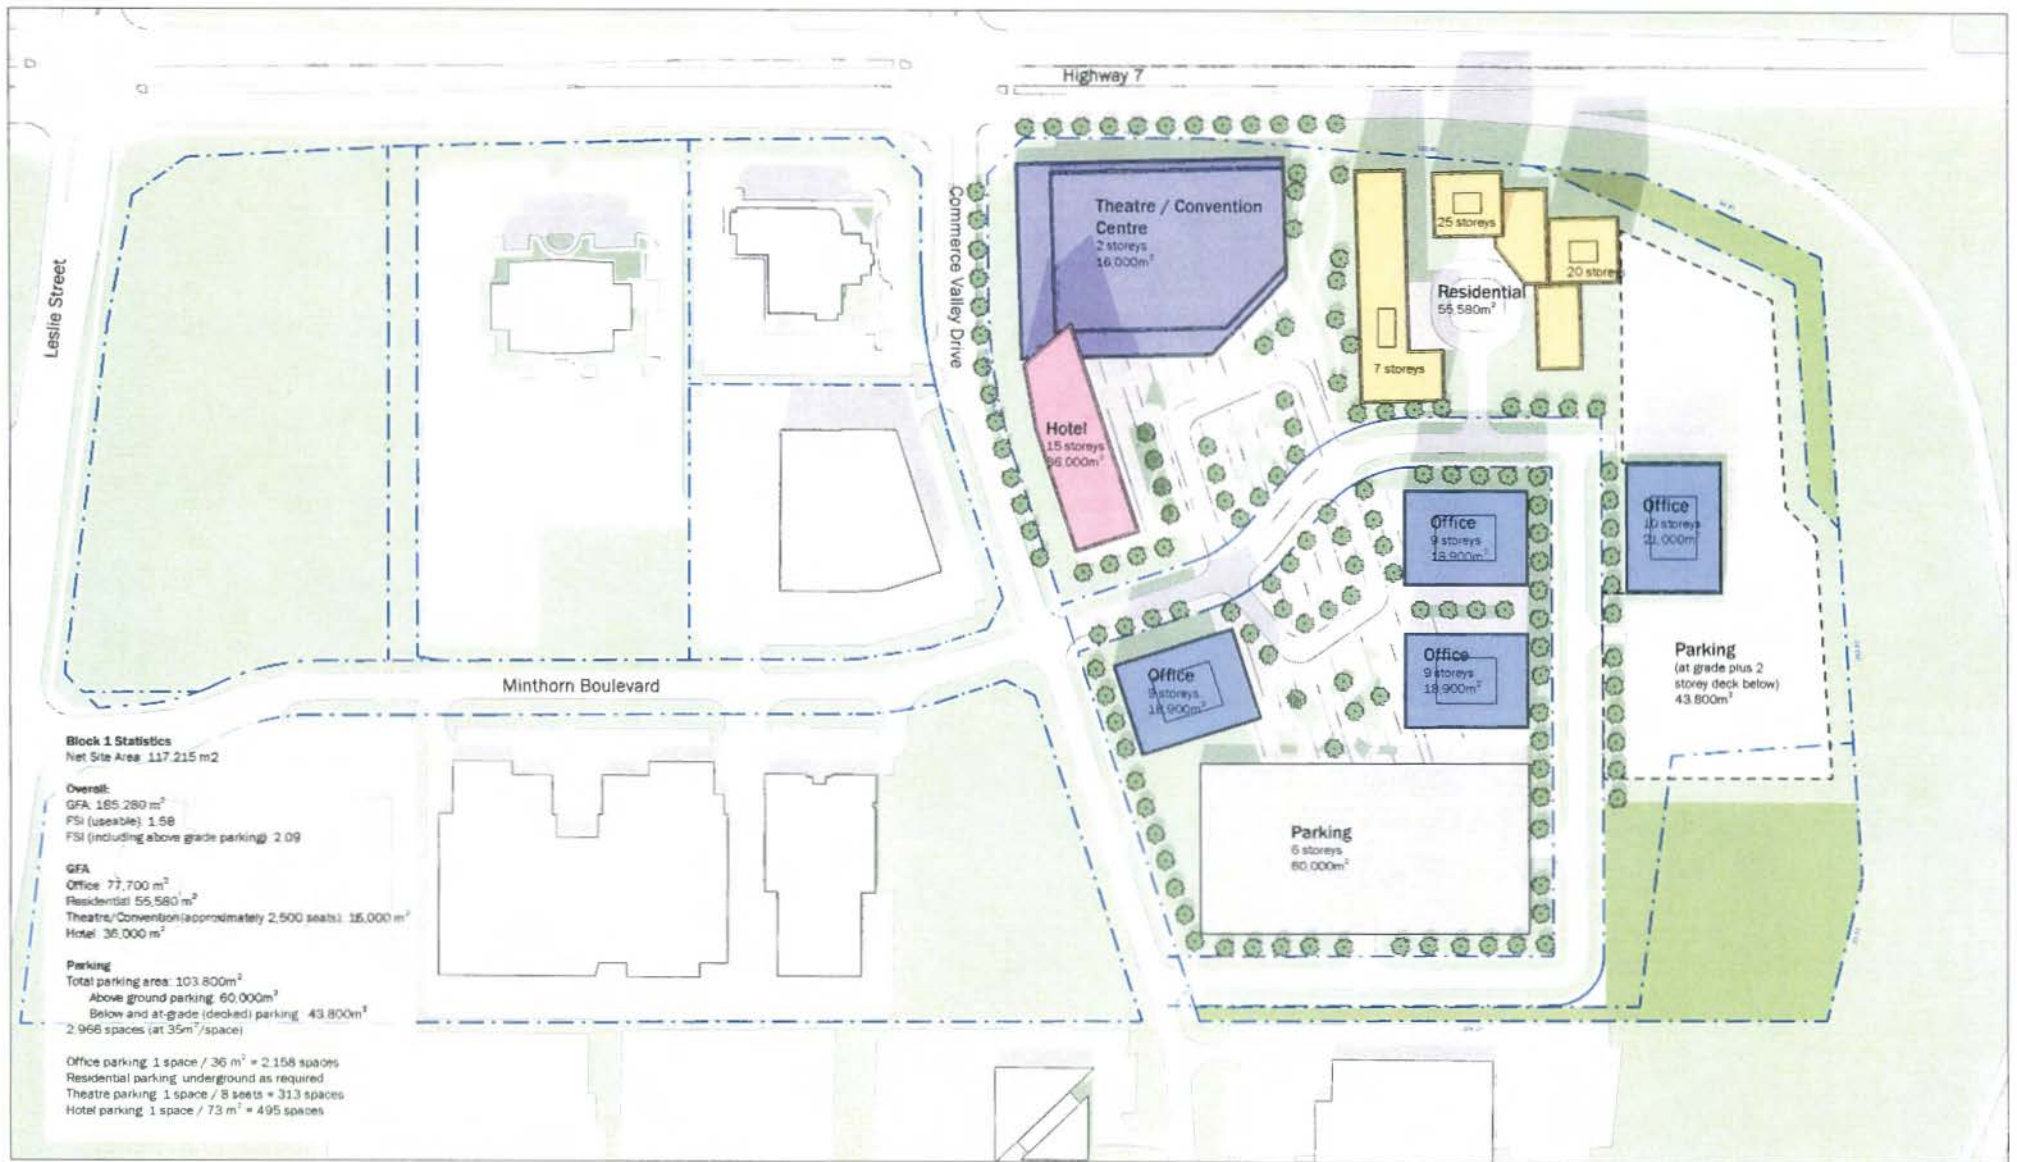 Highway 7
Leslie Street
Commerce Valley Drive
Minthorn Boulevard
Theatre / Convention
Centre
2 storeys
16,000m²
Hotel
15 storeys
36,000m²
25 storeys
20 storeys
Residential
55,580m²
7 storeys
Office
9 storeys
18,900m²
Office
10 storeys
21,000m²
Office
9 storeys
18,900m²
Office
9 storeys
18,900m²
Parking
(at grade plus 2
storey deck below)
43,800m²
Parking
6 storeys
60,000m²
Block 1 Statistics
Net Site Area: 117,215 m2
Overall:
GFA: 185,280 m²
FSI (useable): 1.58
FSI (including above grade parking): 2.09
GFA
Office: 77,700 m²
Residential: 55,580 m²
Theatre/Convention(approximately 2,500 seats): 16,000 m²
Hotel: 36,000 m²
Parking
Total parking area: 103,800m²
Above ground parking: 60,000m²
Below and at-grade (decked) parking: 43,800m²
2,966 spaces (at 35m²/space)
Office parking: 1 space / 36 m² = 2,158 spaces
Residential parking: underground as required
Theatre parking: 1 space / 8 seats = 313 spaces
Hotel parking: 1 space / 73 m² = 495 spaces